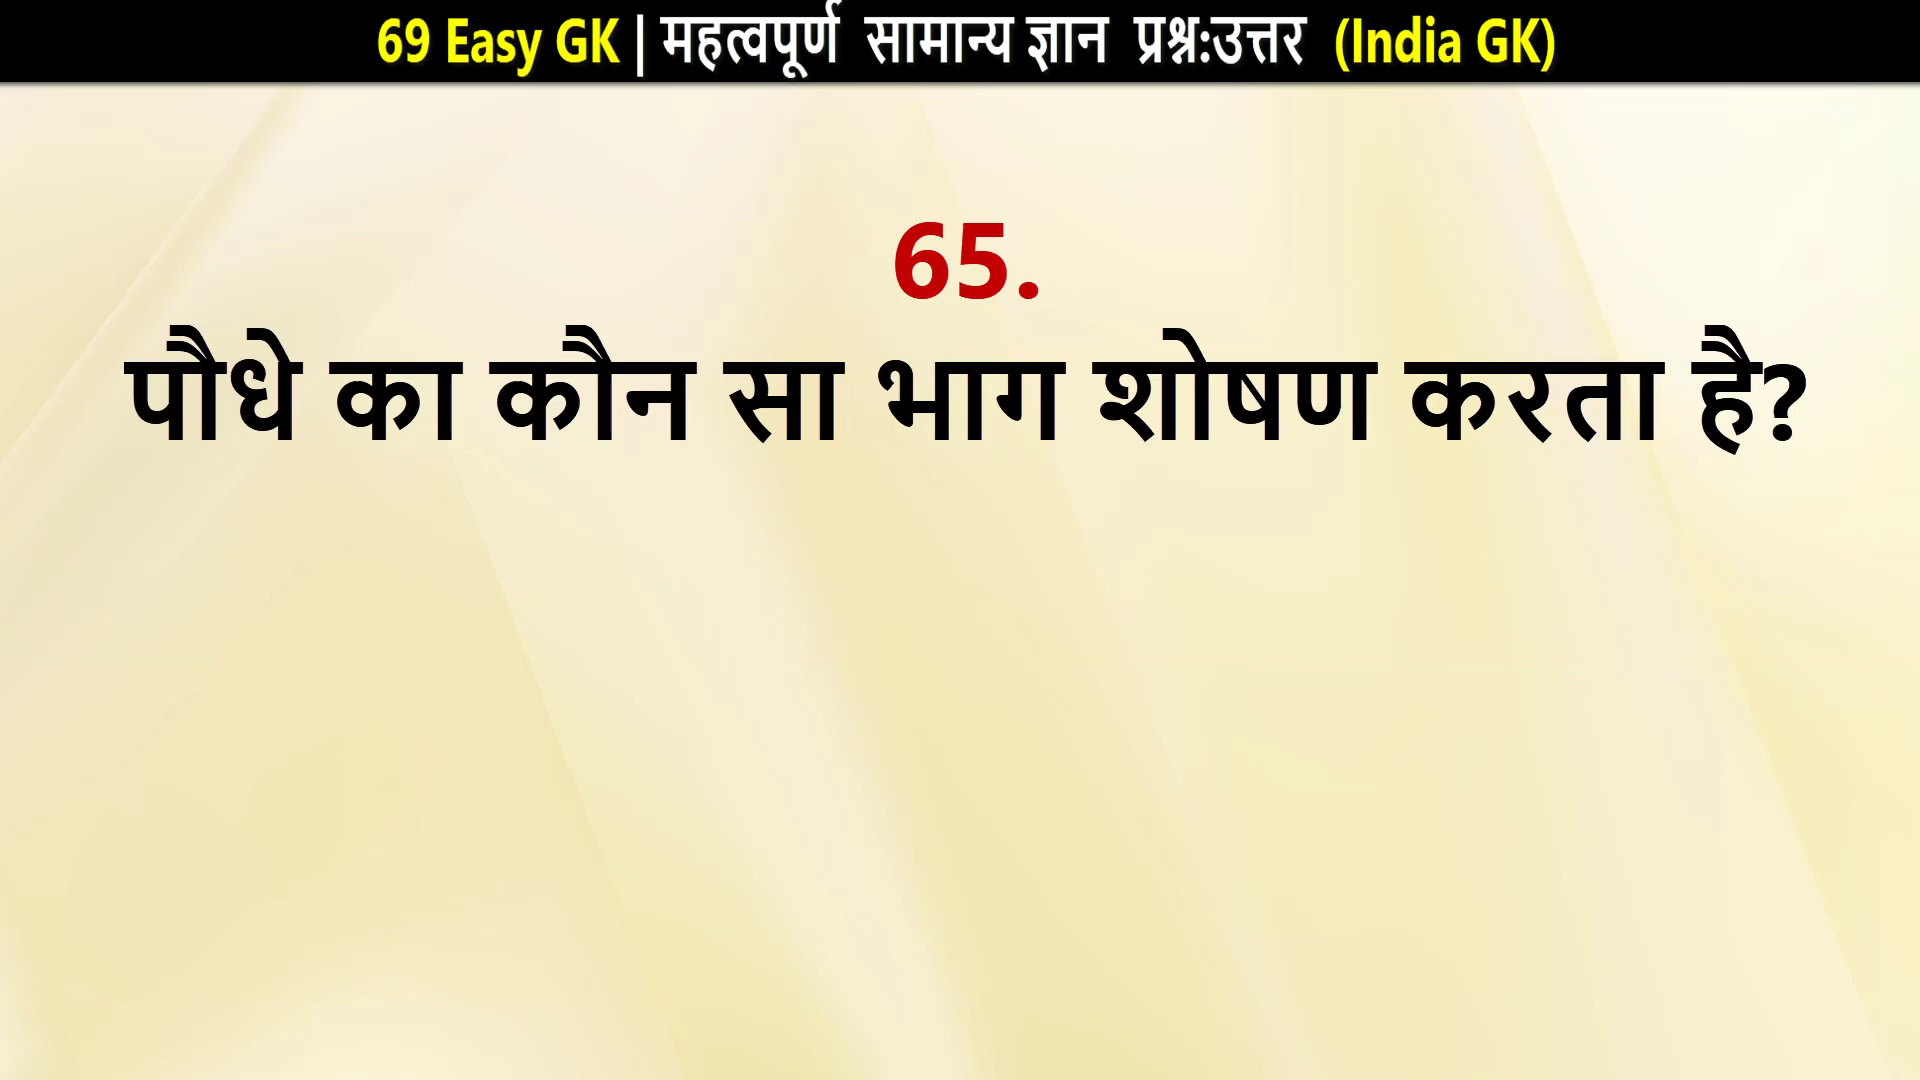 69 Easy GK | महत्वपूर्ण सामान्य ज्ञान प्रश्न:उत्तर (India GK)
65.
पौधे का कौन सा भाग शोषण करता है?